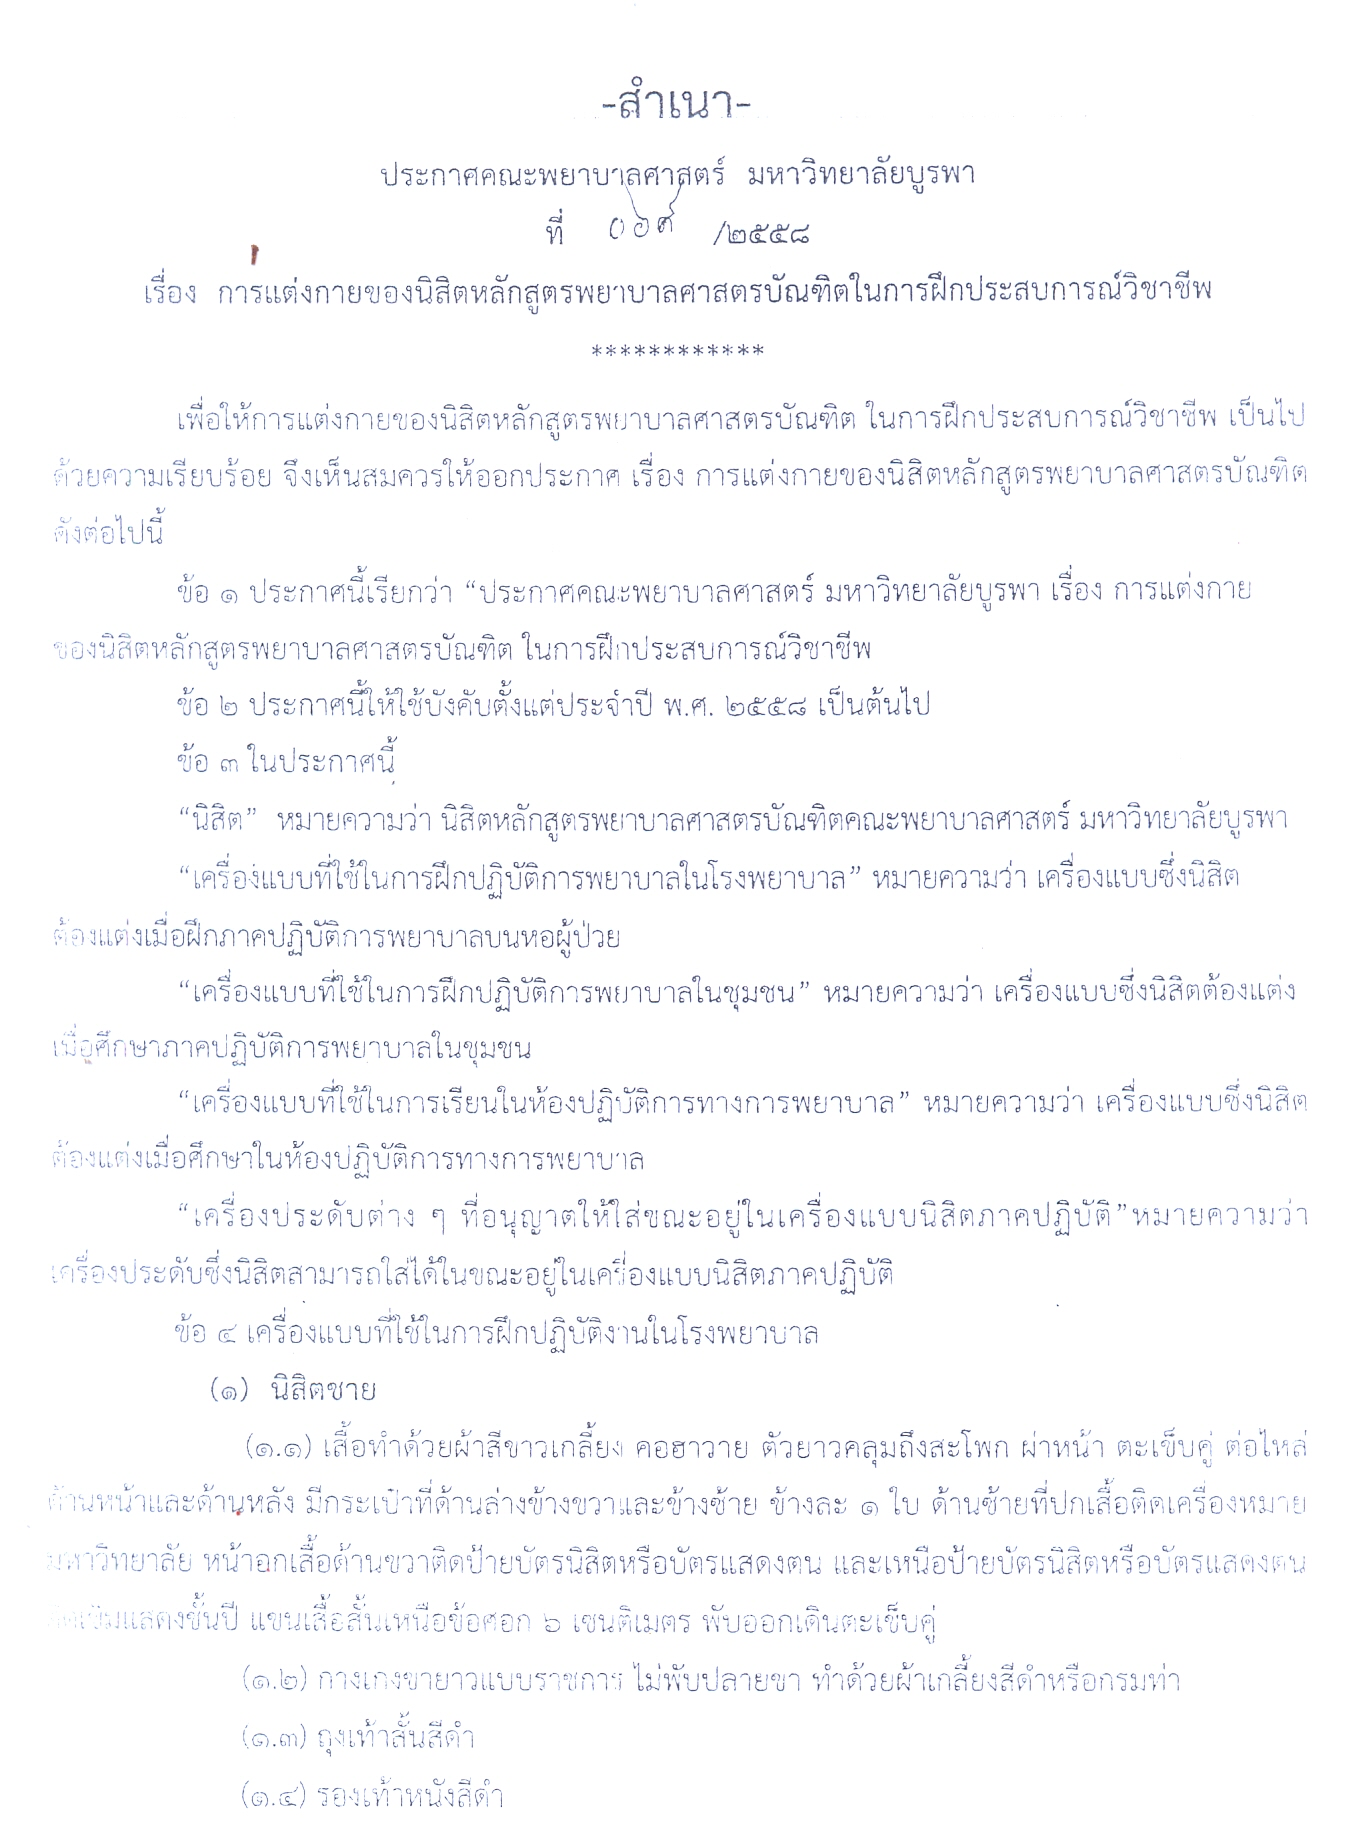 -สำเนา-
ประกาศคณะพยาบาลศาสตร์ มหาวิทยาลัยบูรพา
ที่ /๒๕๕๘
เรื่อง การแต่งกายของนิสิตหลักสูตรพยาบาลศาสตรบัณฑิตในการฝึกประสบการณ์วิชาชีพ
************
เพื่อให้การแต่งกายของนิสิตหลักสูตรพยาบาลศาสตรบัณฑิต ในการฝึกประสบการณ์วิชาชีพ เป็นไป
ด้วยความเรียบร้อย จึงเห็นสมควรให้ออกประกาศ เรื่อง การแต่งกายของนิสิตหลักสูตรพยาบาลศาสตรบัณฑิต
ดังต่อไปนี้
ข้อ ๑ ประกาศนี้เรียกว่า “ประกาศคณะพยาบาลศาสตร์ มหาวิทยาลัยบูรพา เรื่อง การแต่งกาย
ของนิสิตหลักสูตรพยาบาลศาสตรบัณฑิต ในการฝึกประสบการณ์วิชาชีพ
ข้อ ๒ ประกาศนี้ให้ใช้บังคับตั้งแต่ประจำปี พ.ศ. ๒๕๕๘ เป็นต้นไป
ข้อ ๓ ในประกาศนี้
“นิสิต” หมายความว่า นิสิตหลักสูตรพยาบาลศาสตรบัณฑิตคณะพยาบาลศาสตร์ มหาวิทยาลัยบูรพา
“เครื่องแบบที่ใช้ในการฝึกปฏิบัติการพยาบาลในโรงพยาบาล” หมายความว่า เครื่องแบบซึ่งนิสิต
ต้องแต่งเมื่อฝึกภาคปฏิบัติการพยาบาลบนหอผู้ป่วย
“เครื่องแบบที่ใช้ในการฝึกปฏิบัติการพยาบาลในชุมชน” หมายความว่า เครื่องแบบซึ่งนิสิตต้องแต่ง
เมื่อศึกษาภาคปฏิบัติการพยาบาลในชุมชน
“เครื่องแบบที่ใช้ในการเรียนในห้องปฏิบัติการทางการพยาบาล” หมายความว่า เครื่องแบบซึ่งนิสิต
ต้องแต่งเมื่อศึกษาในห้องปฏิบัติการทางการพยาบาล
“เครื่องประดับต่าง ๆ ที่อนุญาตให้ใส่ขณะอยู่ในเครื่องแบบนิสิตภาคปฏิบัติ”หมายความว่า
เครื่องประดับซึ่งนิสิตสามารถใส่ได้ในขณะอยู่ในเครื่องแบบนิสิตภาคปฏิบัติ
ข้อ ๔ เครื่องแบบที่ใช้ในการฝึกปฏิบัติงานในโรงพยาบาล
(๑) นิสิตชาย
(๑.๑) เสื้อทำด้วยผ้าสีขาวเกลี้ยง คอฮาวาย ตัวยาวคลุมถึงสะโพก ผ่าหน้า ตะเข็บคู่ ต่อไหล่
ด้านหน้าและด้านหลัง มีกระเป๋าที่ด้านล่างข้างขวาและข้างซ้าย ข้างละ ๑ ใบ ด้านซ้ายที่ปกเสื้อติดเครื่องหมาย
มหาวิทยาลัย หน้าอกเสื้อด้านขวาติดป้ายบัตรนิสิตหรือบัตรแสดงตน และเหนือป้ายบัตรนิสิตหรือบัตรแสดงตน
ติดเข็มแสดงชั้นปี แขนเสื้อสั้นเหนือข้อศอก ๖ เซนติเมตร พับออกเดินตะเข็บคู่
(๑.๒) กางเกงขายาวแบบราชการ ไม่พับปลายขา ทำด้วยผ้าเกลี้ยงสีดำหรือกรมท่า
(๑.๓) ถุงเท้าสั้นสีดำ
(๑.๔) รองเท้าหนังสีดำ